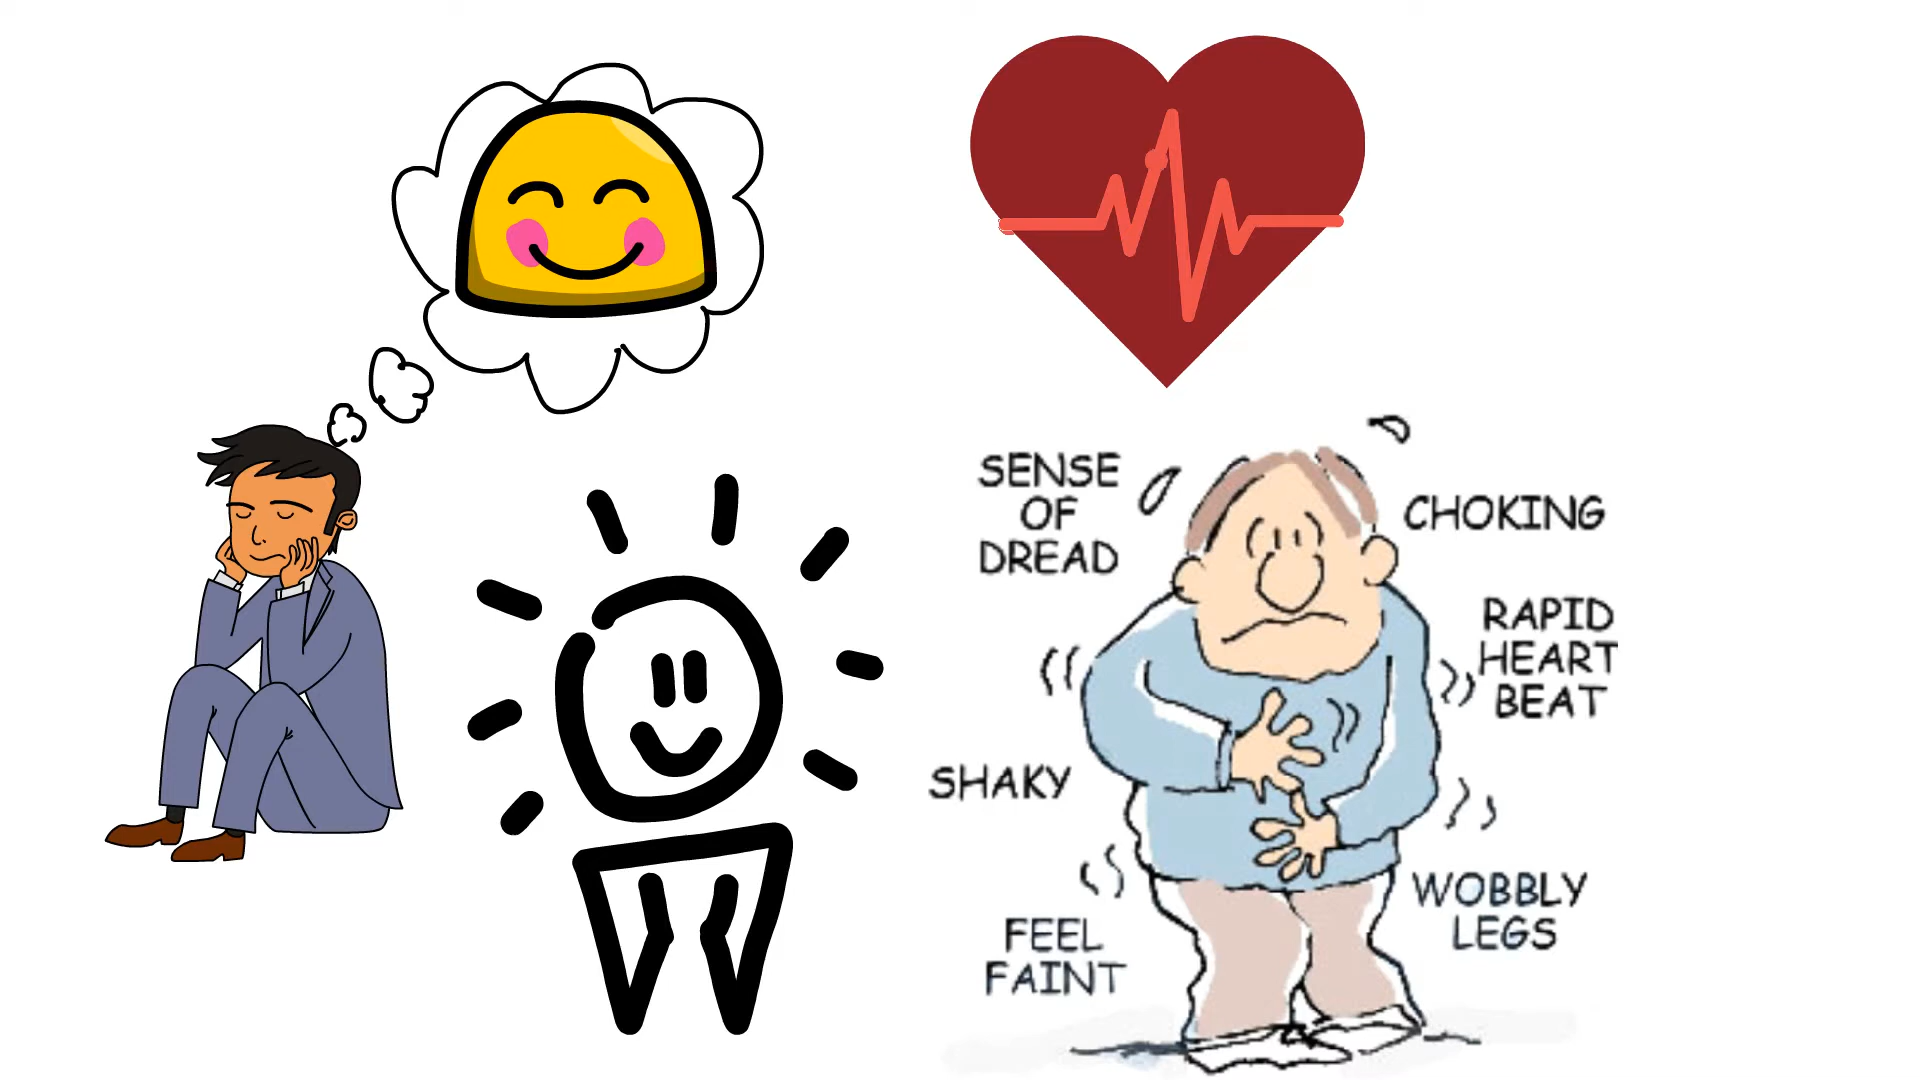 SENSE
OF
DREAD
CHOKING
RAPID
HEART
BEAT
SHAKY
WOBBLY
LEGS
FEEL
FAINT